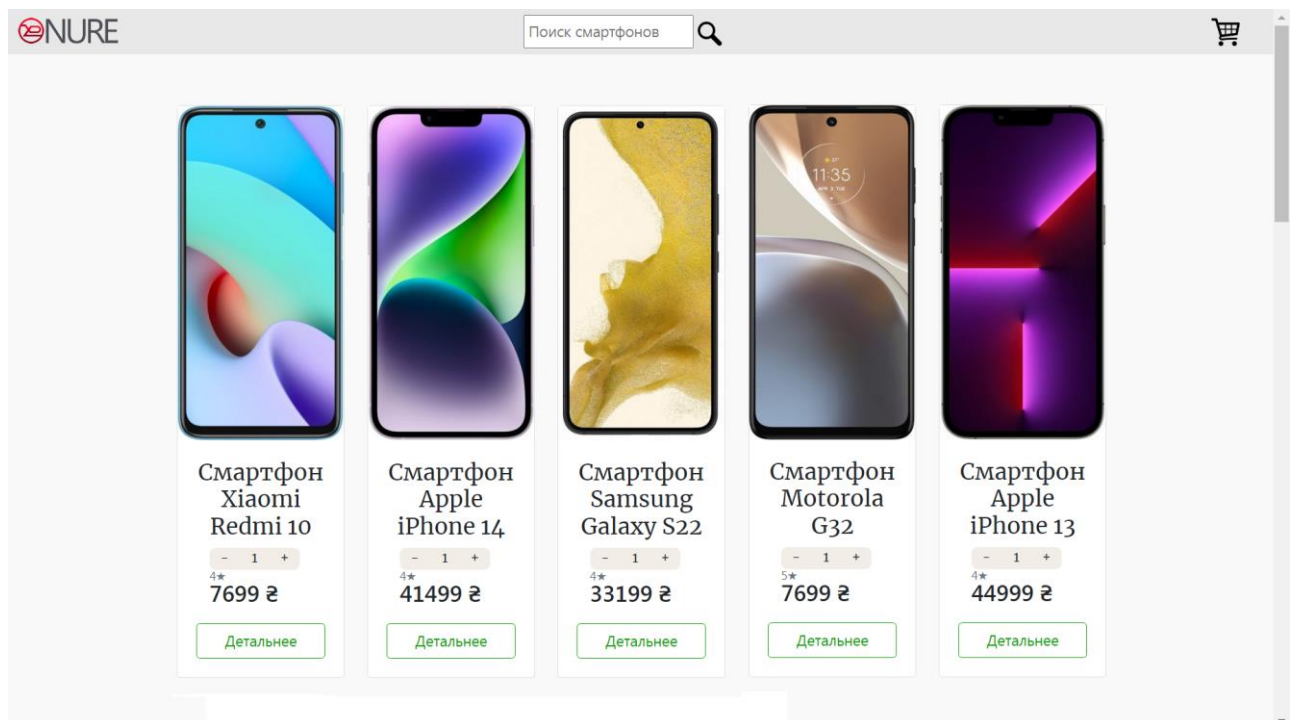 NURE
Поиск смартфонов
11:35
Смартфон
Xiaomi
Redmi 10
- 1 +
4★
7699 ₴
Детальнее
Смартфон
Apple
iPhone 14
- 1 +
4★
41499 ₴
Детальнее
Смартфон
Samsung
Galaxy S22
- 1 +
4★
33199 ₴
Детальнее
Смартфон
Motorola
G32
- 1 +
5★
7699 ₴
Детальнее
Смартфон
Apple
iPhone 13
- 1 +
4★
44999 ₴
Детальнее